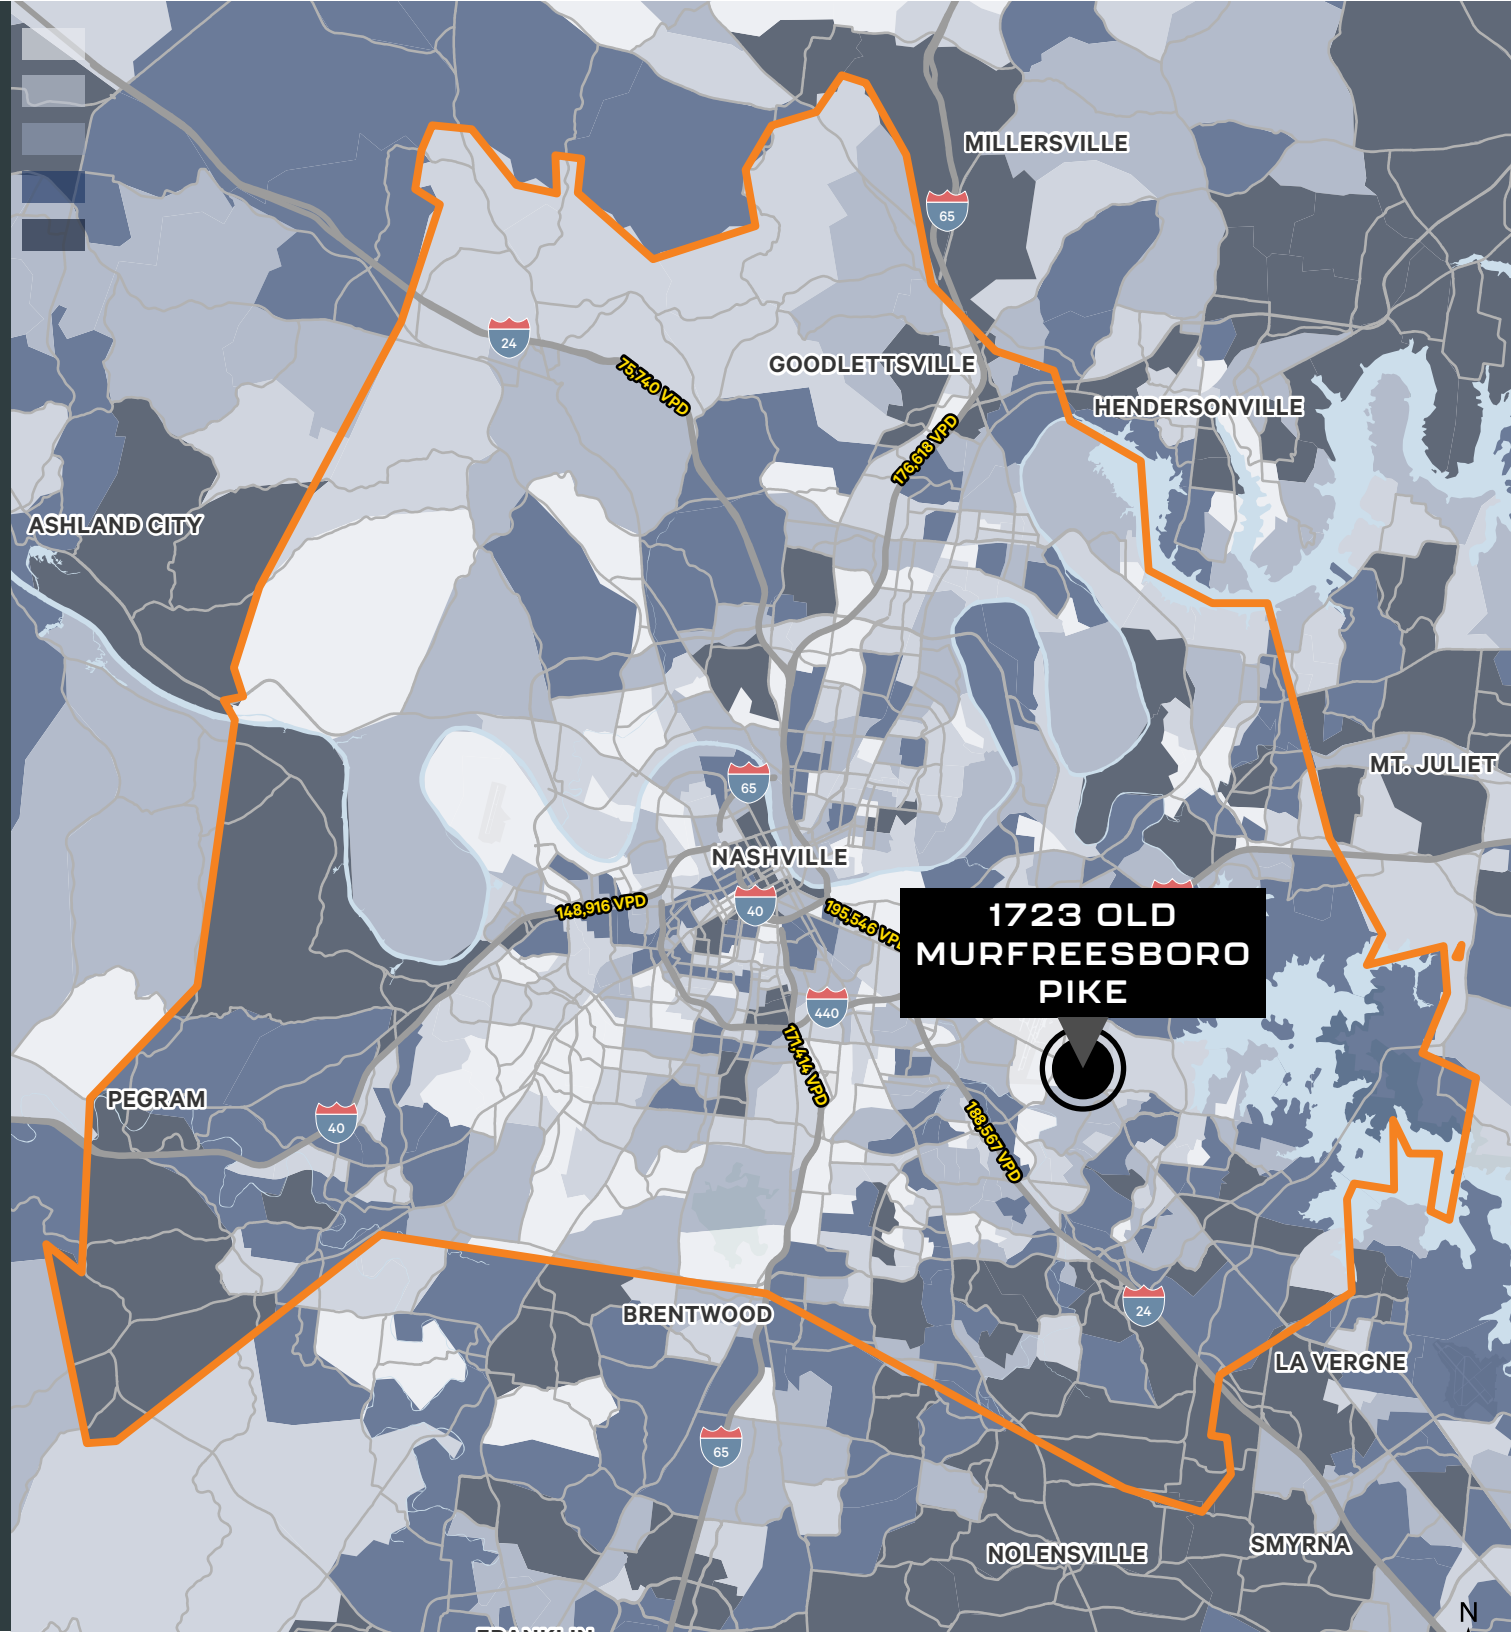 MILLERSVILLE
65
24
75,740 VPD
GOODLETTSVILLE
HENDERSONVILLE
176,618 VPD
ASHLAND CITY
MT. JULIET
65
NASHVILLE
148,916 VPD
40
195,546 VPD
1723 OLD
MURFREESBORO
PIKE
440
171,414 VPD
PEGRAM
40
188,567 VPD
24
BRENTWOOD
LA VERGNE
65
NOLENSVILLE
SMYRNA
N